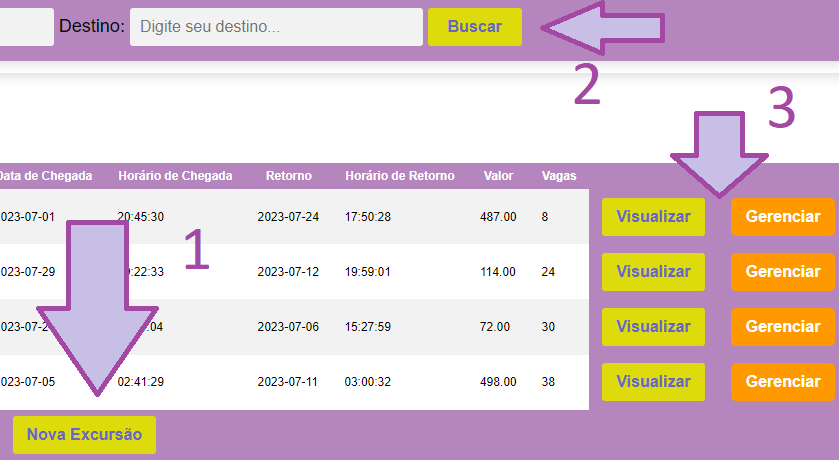 Destino: Digite seu destino... Buscar
2
3
Data de Chegada Horário de Chegada Retorno Horário de Retorno Valor Vagas
2023-07-01 20:45:30 2023-07-24 17:50:28 487.00 8 Visualizar Gerenciar
1
2023-07-29 :22:33 2023-07-12 19:59:01 114.00 24 Visualizar Gerenciar
2023-07-2 :04 2023-07-06 15:27:59 72.00 30 Visualizar Gerenciar
2023-07-05 02:41:29 2023-07-11 03:00:32 498.00 38 Visualizar Gerenciar
Nova Excursão